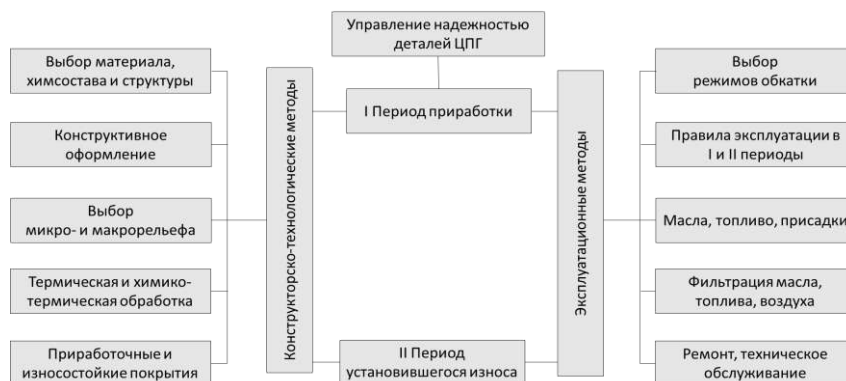 Управление надежностью
деталей ЦПГ
Выбор материала,
химсостава и структуры
Конструктивное
оформление
Выбор
микро- и макрорельефа
Термическая и химико-
термическая обработка
Приработочные и
износостойкие покрытия
Конструкторско-технологические методы
I Период приработки
II Период
установившегося износа
Эксплуатационные методы
Выбор
режимов обкатки
Правила эксплуатации в
I и II периоды
Масла, топливо, присадки
Фильтрация масла,
топлива, воздуха
Ремонт, техническое
обслуживание